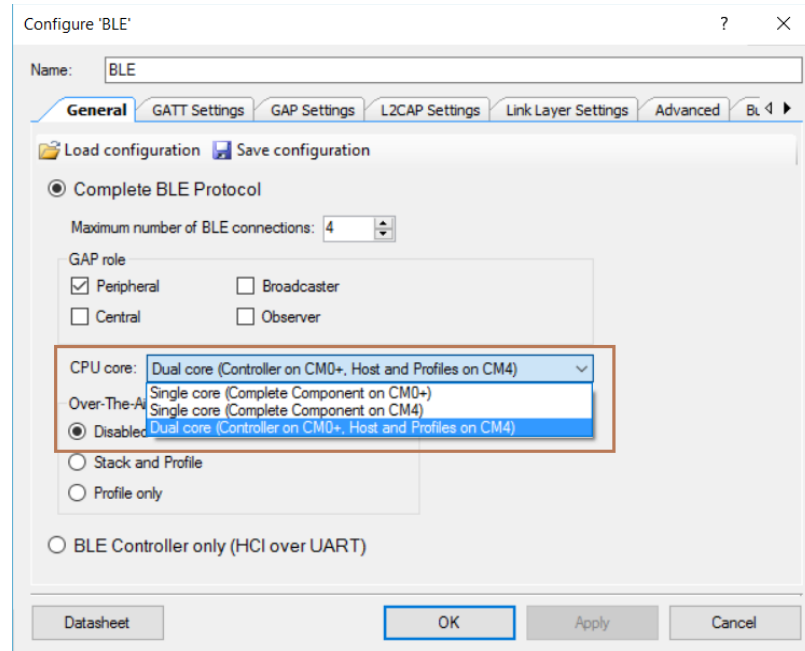 Configure 'BLE'
?
Name: BLE
General GATT Settings GAP Settings L2CAP Settings Link Layer Settings Advanced
Load configuration Save configuration
Complete BLE Protocol
Maximum number of BLE connections: 4
GAP role
Peripheral Broadcaster
Central Observer
CPU core: Dual core (Controller on CM0+, Host and Profiles on CM4)
Single core (Complete Component on CM0+)
Over-The-Ai
Single core (Complete Component on CM4)
Disabled Dual core (Controller on CM0+, Host and Profiles on CM4)
Stack and Profile
Profile only
BLE Controller only (HCI over UART)
Datasheet OK Apply Cancel